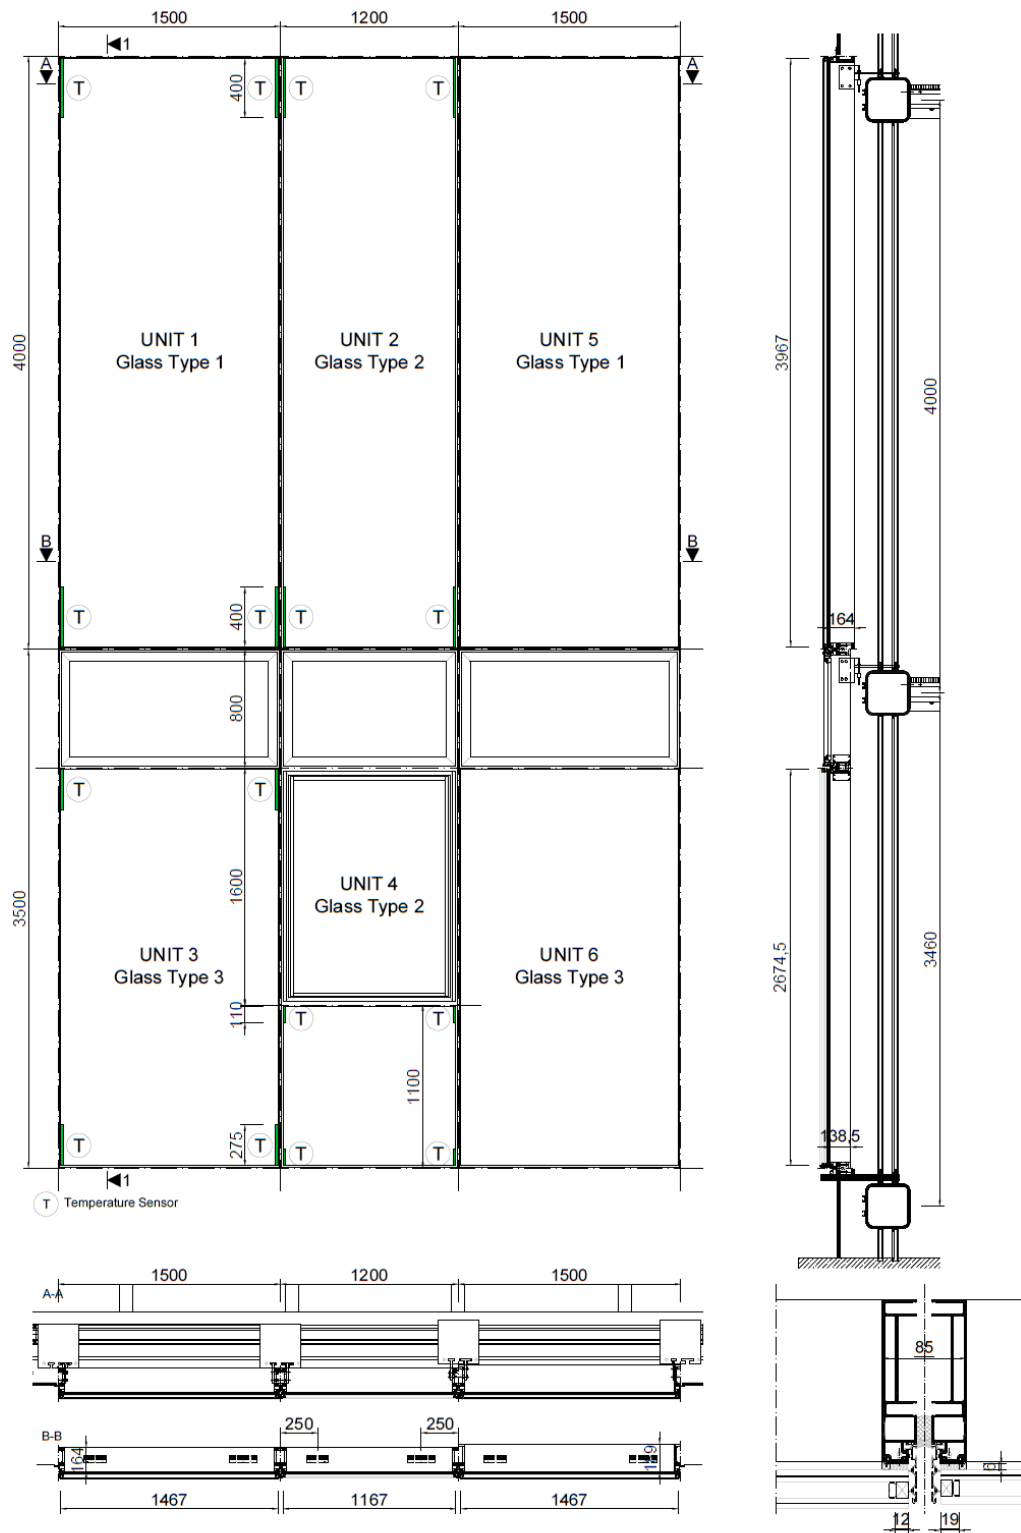 1500 1200 1500
1
A A
T T T T
400
3967
4000
UNIT 1 UNIT 2 UNIT 5
Glass Type 1 Glass Type 2 Glass Type 1
4000
B B
T T T T
400
164
800
T T
1600
UNIT 4
Glass Type 2
3500
UNIT 3 UNIT 6
Glass Type 3 Glass Type 3
2674,5
3460
110
T T
1100
275
T T T T
138,5
1
T Temperature Sensor
1500 1200 1500
A-A
85
B-B
250 250
164
1467 1167 1467
12 19